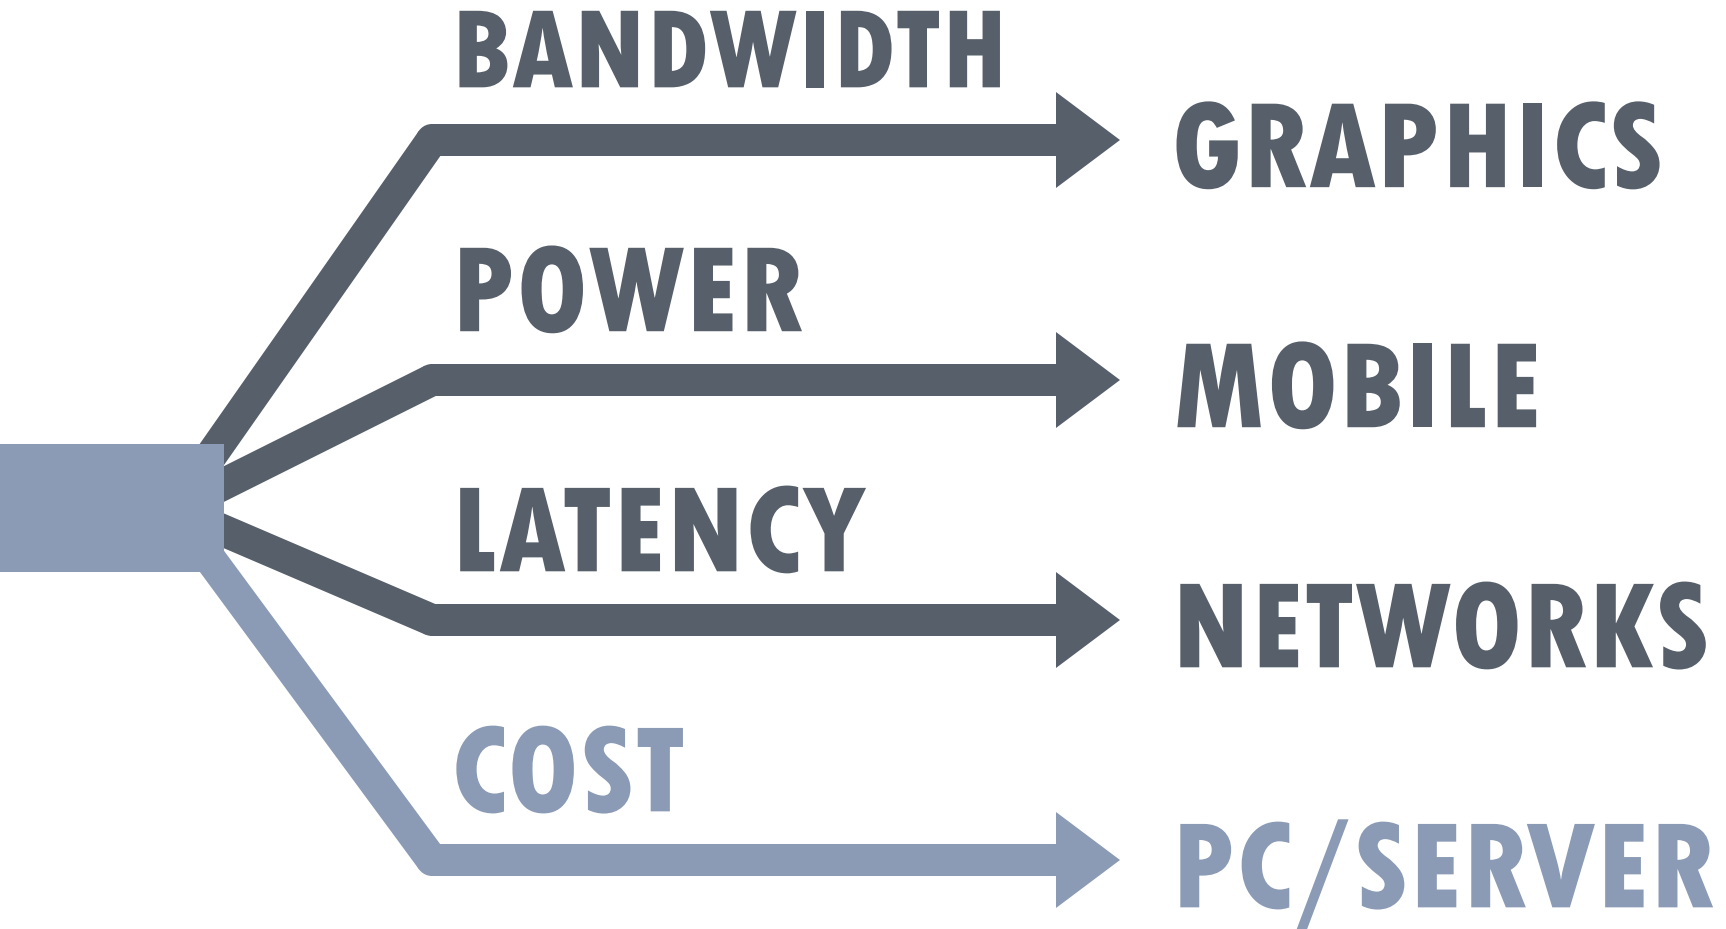 BANDWIDTH
GRAPHICS
POWER
MOBILE
LATENCY
NETWORKS
COST
PC/SERVER